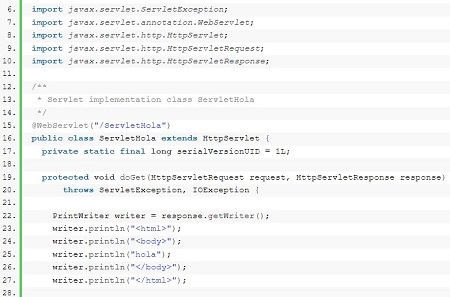 6. import javax.servlet.ServletException;
7. import javax.servlet.annotation.WebServlet;
8. import javax.servlet.http.HttpServlet;
9. import javax.servlet.http.HttpServletRequest;
10. import javax.servlet.http.HttpServletResponse;
11.
12. /**
13.  * Servlet implementation class ServletHola
14.  */
15. @WebServlet("/ServletHola")
16. public class ServletHola extends HttpServlet {
17.   private static final long serialVersionUID = 1L;
18.
19.   protected void doGet(HttpServletRequest request, HttpServletResponse response)
20.       throws ServletException, IOException {
21.
22.     PrintWriter writer = response.getWriter();
23.     writer.println("<html>");
24.     writer.println("<body>");
25.     writer.println("hola");
26.     writer.println("</body>");
27.     writer.println("</html>");
28.